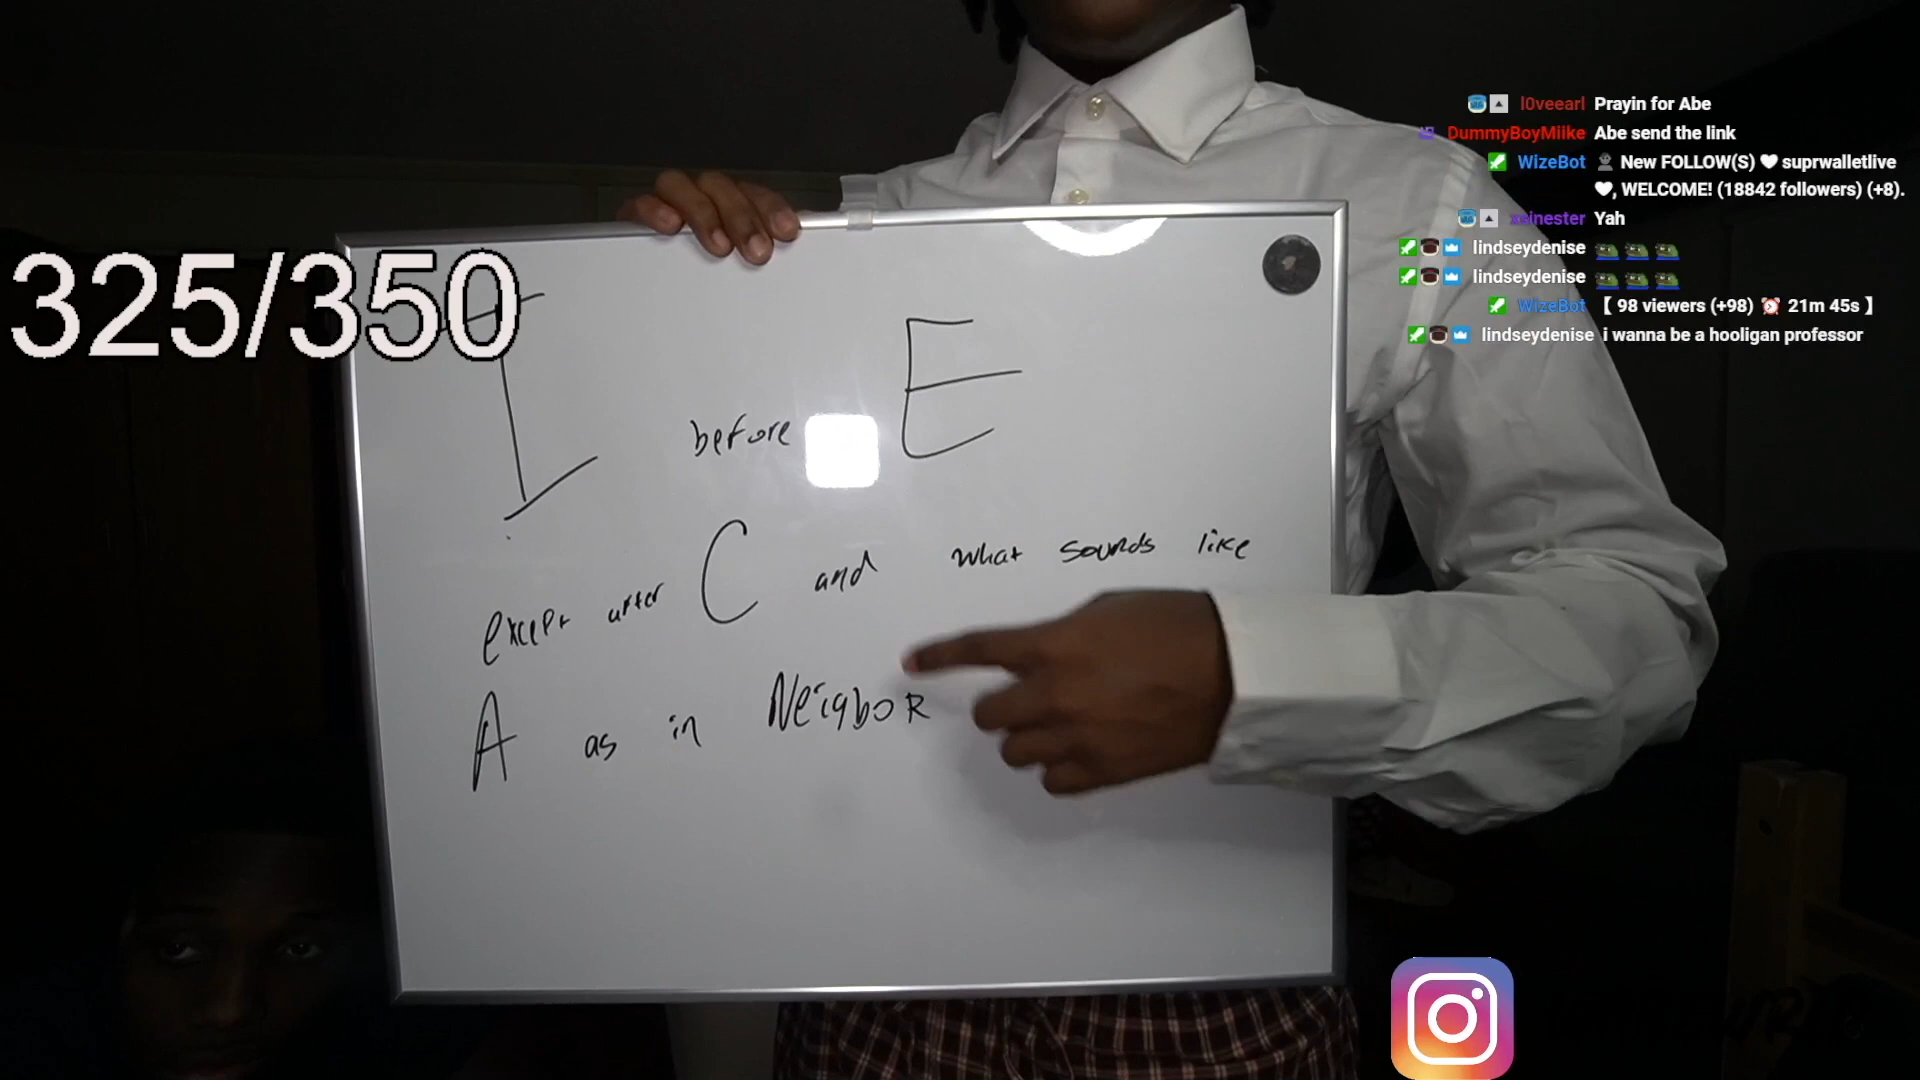 325/350
I before E
except after C and what sounds like
A as in Neigbor
l0veearl Prayin for Abe
DummyBoyMiike Abe send the link
WizeBot New FOLLOW(S) suprwalletlive
, WELCOME! (18842 followers) (+8).
xsinester Yah
lindseydenise
lindseydenise
WizeBot 【 98 viewers (+98) ⏰ 21m 45s 】
lindseydenise i wanna be a hooligan professor